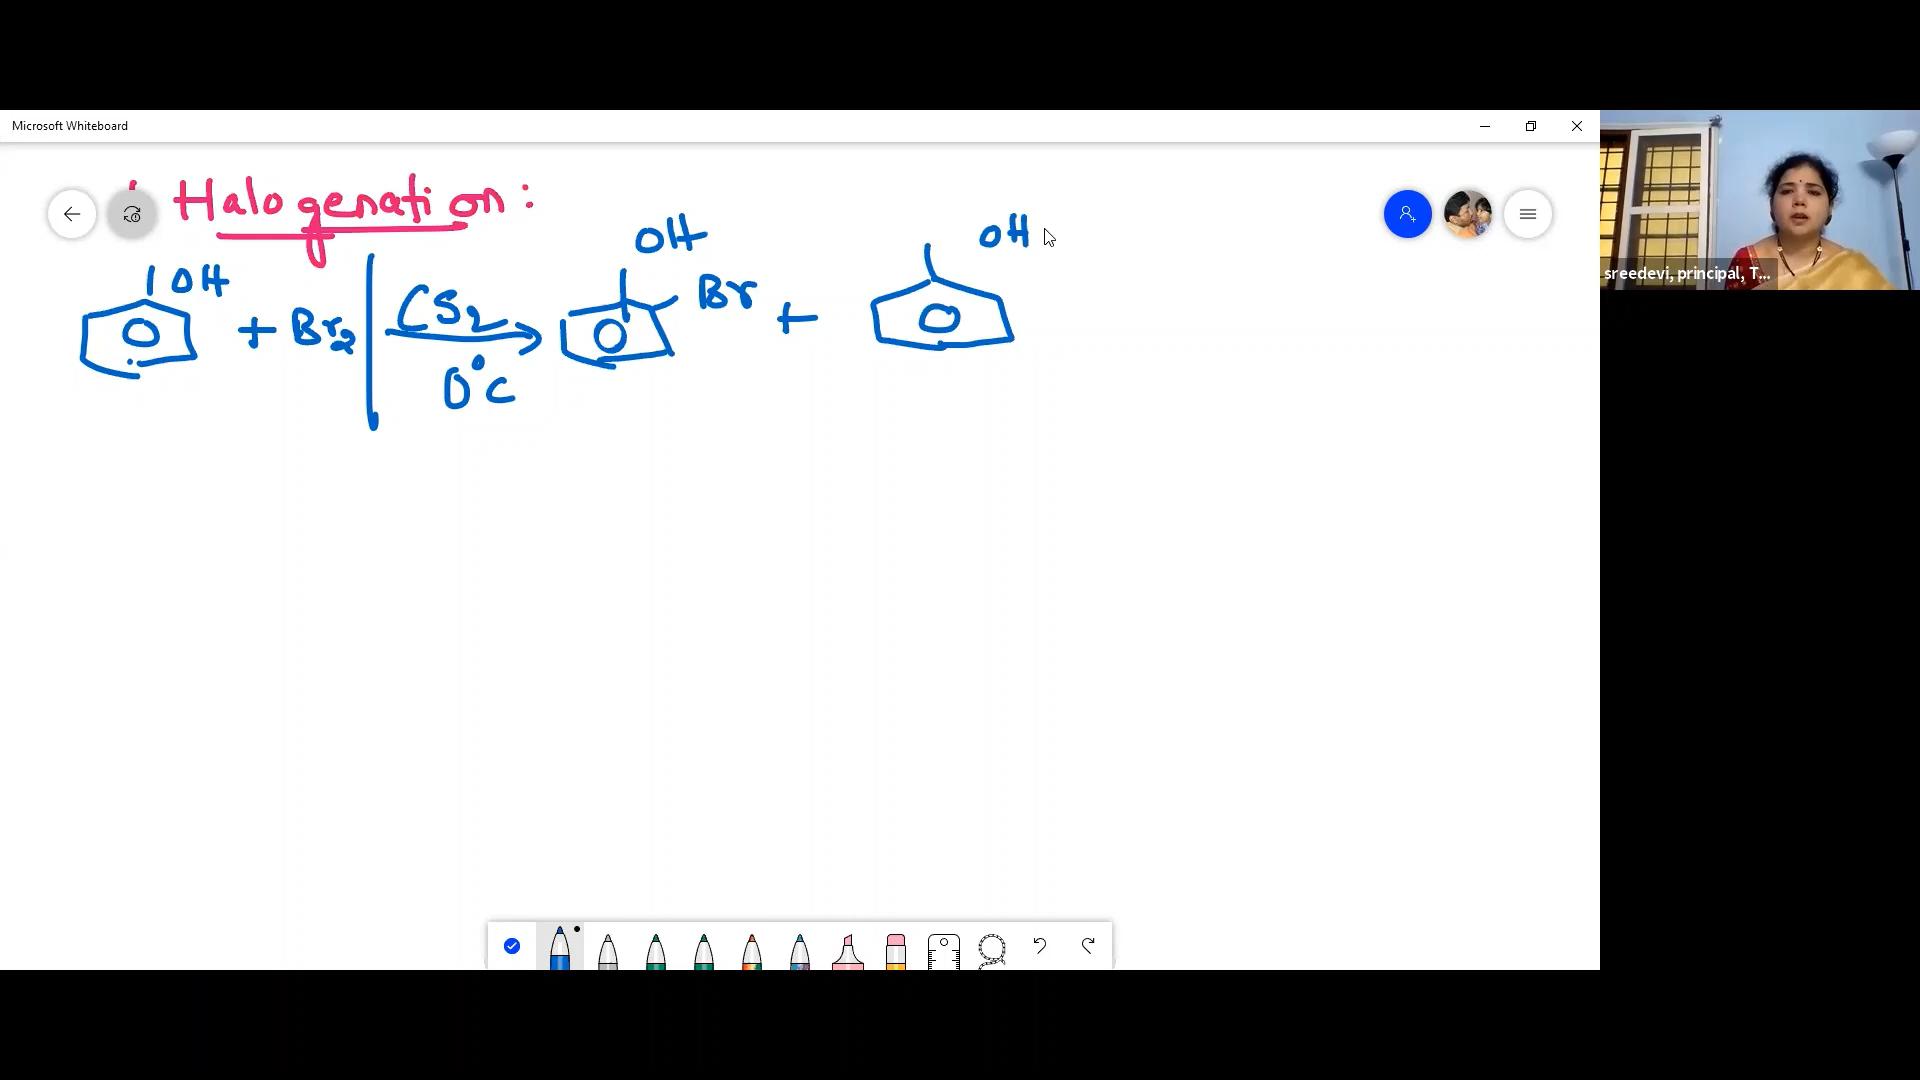 Microsoft Whiteboard
Halogenation:
OH + Br2 | CS2 0°C → OH Br + OH
sreedevi, principal, T...